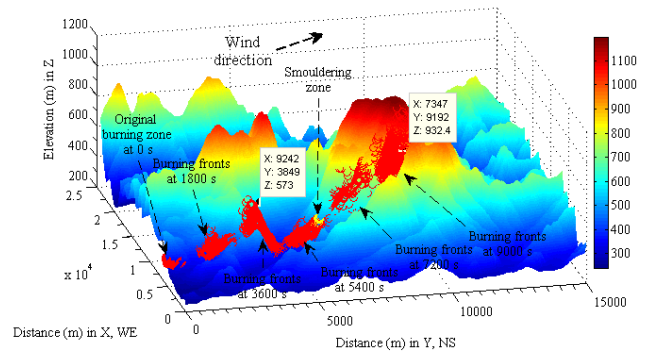 1200
1000
800
600
400
200
Elevation (m) in Z
Wind
direction
Smouldering
zone
Original
burning zone
at 0 s
Burning fronts
at 1800 s
X: 9242
Y: 3849
Z: 573
X: 7347
Y: 9192
Z: 932.4
1100
1000
900
800
700
600
500
400
300
2.5
2
1.5
1
0.5
0
x 10^4
Burning fronts
at 3600 s
Burning fronts
at 5400 s
Burning fronts
at 7200 s
Burning fronts
at 9000 s
0
5000
10000
15000
Distance (m) in X, WE
Distance (m) in Y, NS